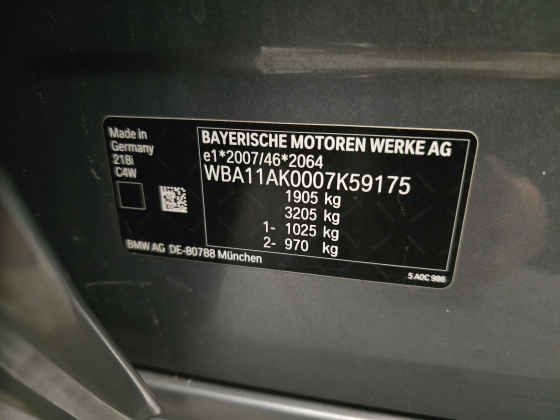 Made in
Germany
218i
C4W
BAYERISCHE MOTOREN WERKE AG
e1*2007/46*2064
WBA11AK0007K59175
1905 kg
3205 kg
1- 1025 kg
2- 970 kg
BMW AG DE-80788 München
5 A0C 986